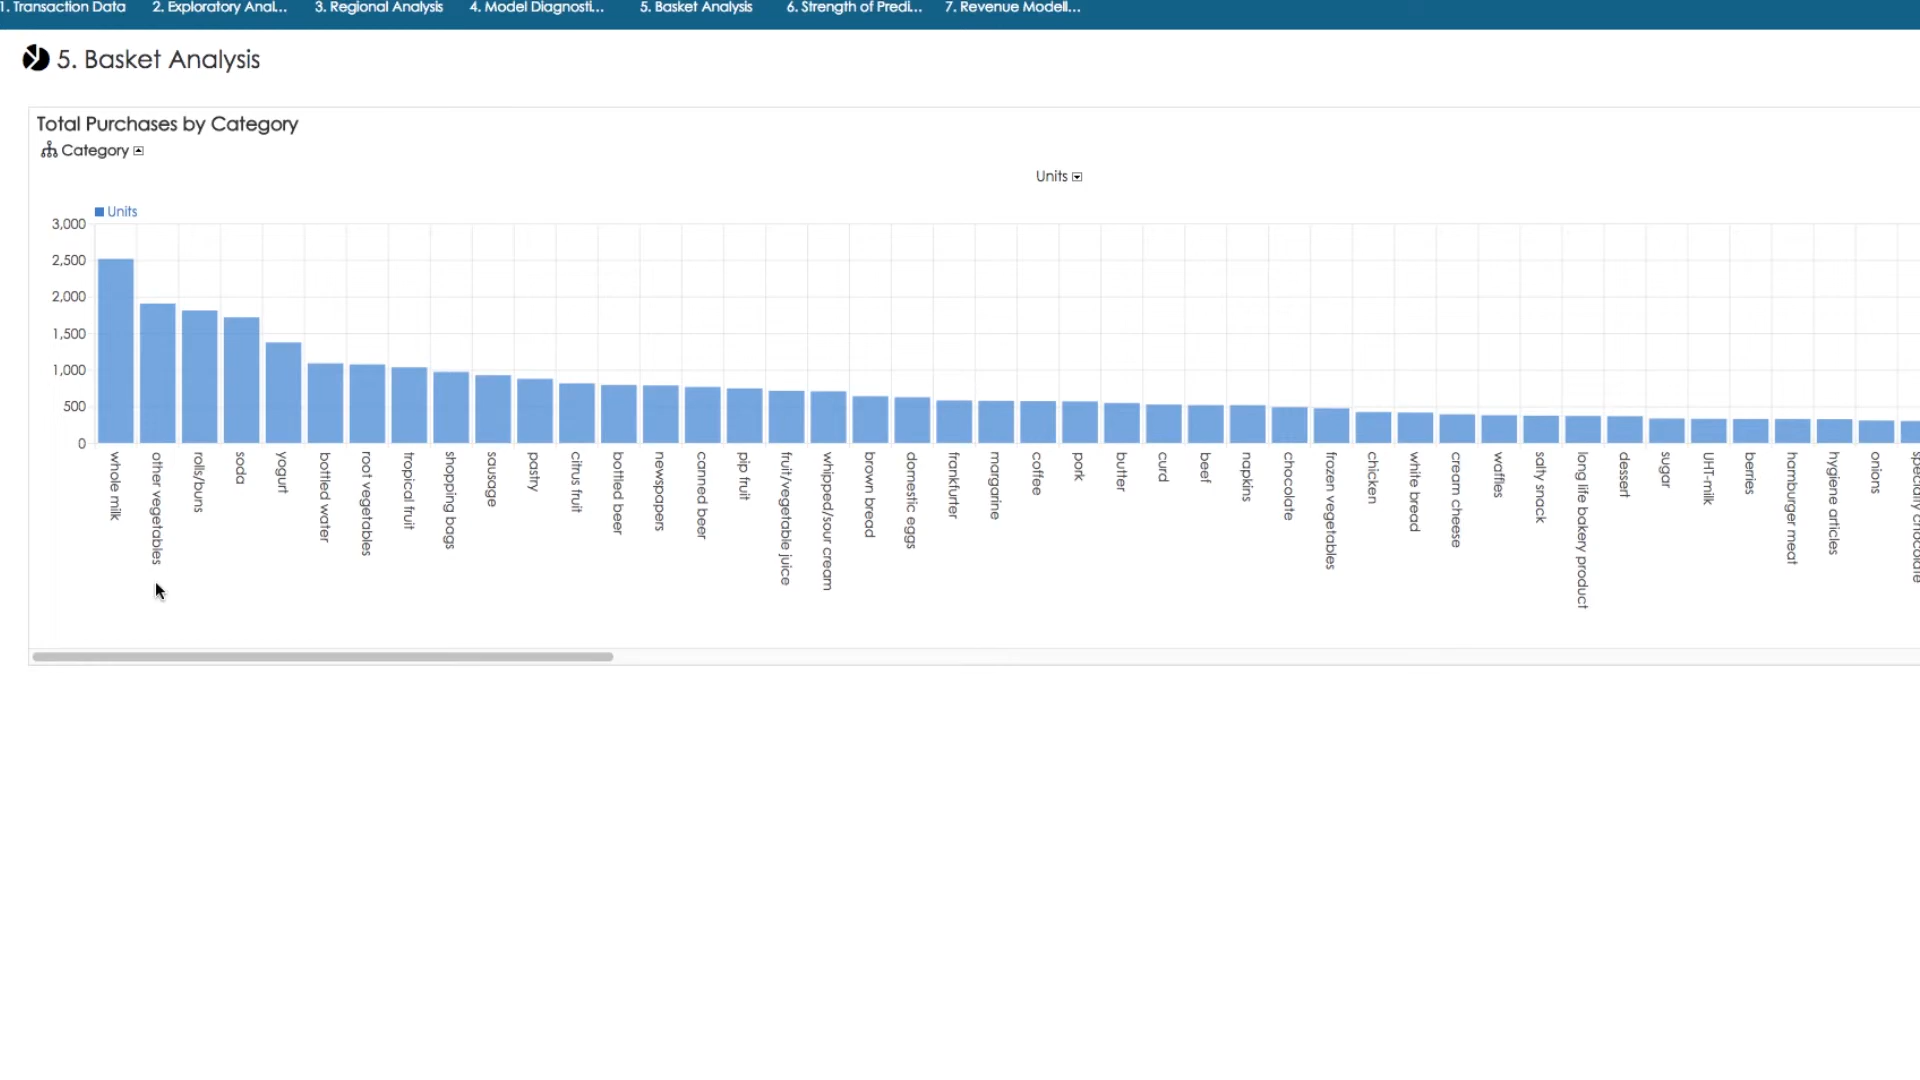 1. Transaction Data 2. Exploratory Anal... 3. Regional Analysis 4. Model Diagnosti... 5. Basket Analysis 6. Strength of Predi... 7. Revenue Modell...
5. Basket Analysis
Total Purchases by Category
Category
Units
Units
3,000
2,500
2,000
1,500
1,000
500
0
whole milk
other vegetables
rolls/buns
soda
yogurt
bottled water
root vegetables
tropical fruit
shopping bags
sausage
pastry
citrus fruit
bottled beer
newspapers
canned beer
pip fruit
fruit/vegetable juice
whipped/sour cream
brown bread
domestic eggs
frankfurter
margarine
coffee
pork
butter
curd
beef
napkins
chocolate
frozen vegetables
chicken
white bread
cream cheese
waffles
salty snack
long life bakery product
dessert
sugar
UHT-milk
berries
hamburger meat
hygiene articles
onions
specialty chocolate